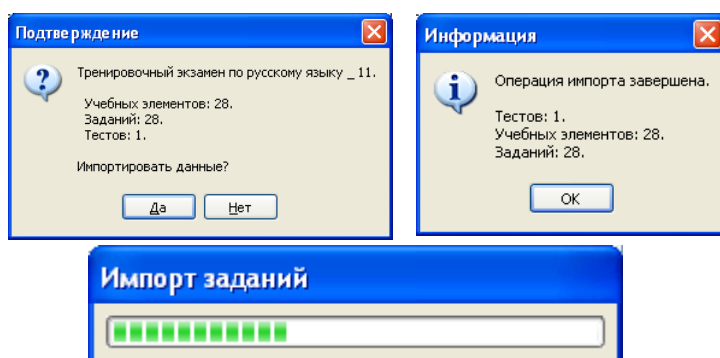 Подтверждение
Тренировочный экзамен по русскому языку _ 11.
Учебных элементов: 28.
Заданий: 28.
Тестов: 1.
Импортировать данные?
Да
Нет
Информация
Операция импорта завершена.
Тестов: 1.
Учебных элементов: 28.
Заданий: 28.
OK
Импорт заданий